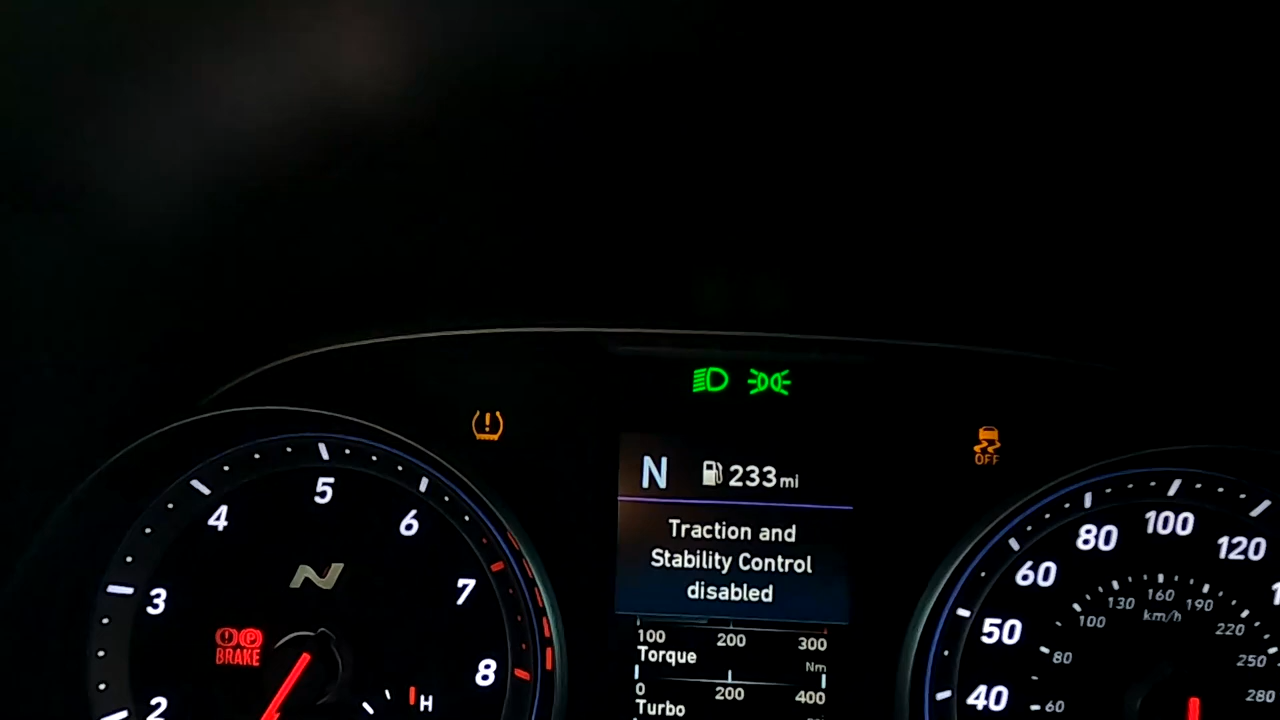 N 233 mi
Traction and
Stability Control
disabled
100 200 300
Torque
Nm
0 200 400
Turbo
OFF
BRAKE
P
N
2
3
4
5
6
7
8
H
40
50
60
80
100
120
km/h
60
80
100
130
160
190
220
250
280